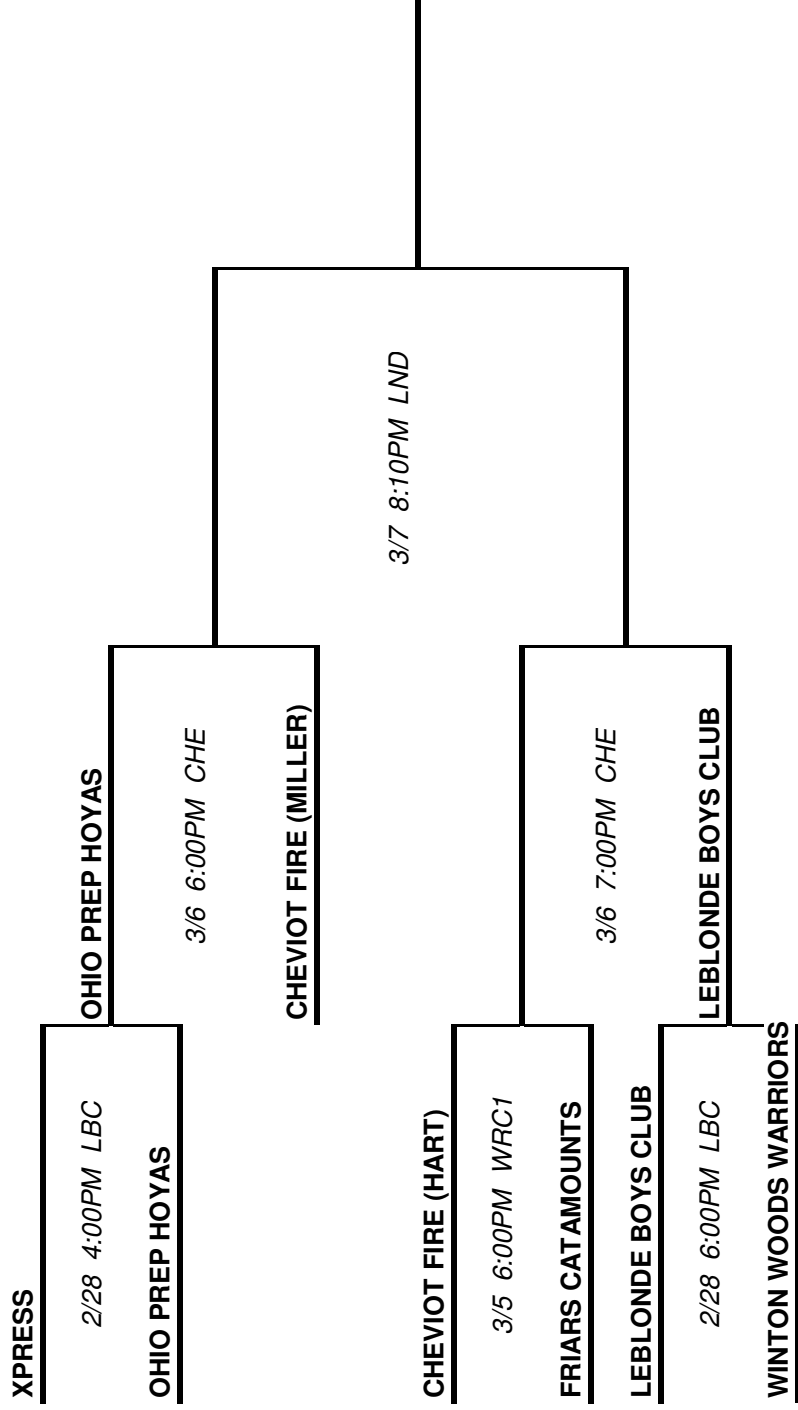 XPRESS
2/28 4:00PM LBC
OHIO PREP HOYAS
OHIO PREP HOYAS
3/6 6:00PM CHE
CHEVIOT FIRE (MILLER)
3/7 8:10PM LND
CHEVIOT FIRE (HART)
3/5 6:00PM WRC1
FRIARS CATAMOUNTS
3/6 7:00PM CHE
LEBLONDE BOYS CLUB
LEBLONDE BOYS CLUB
2/28 6:00PM LBC
WINTON WOODS WARRIORS